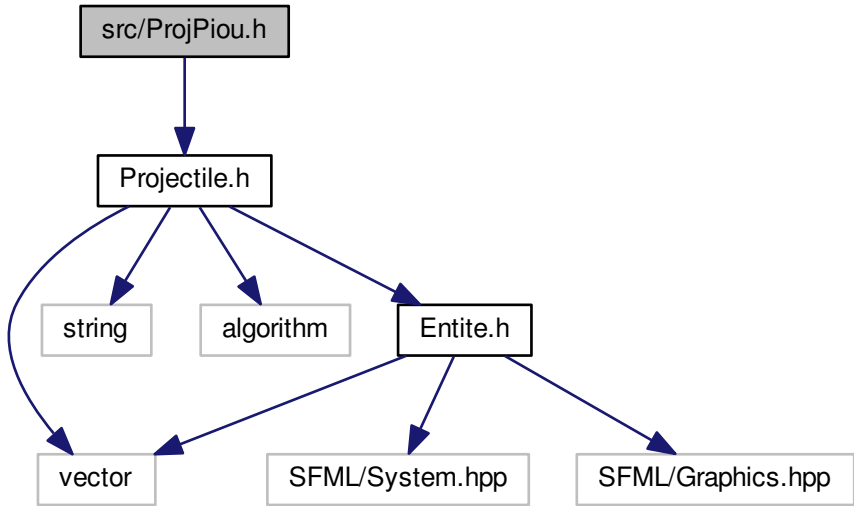 src/ProjPiou.h
Projectile.h
string
algorithm
Entite.h
vector
SFML/System.hpp
SFML/Graphics.hpp